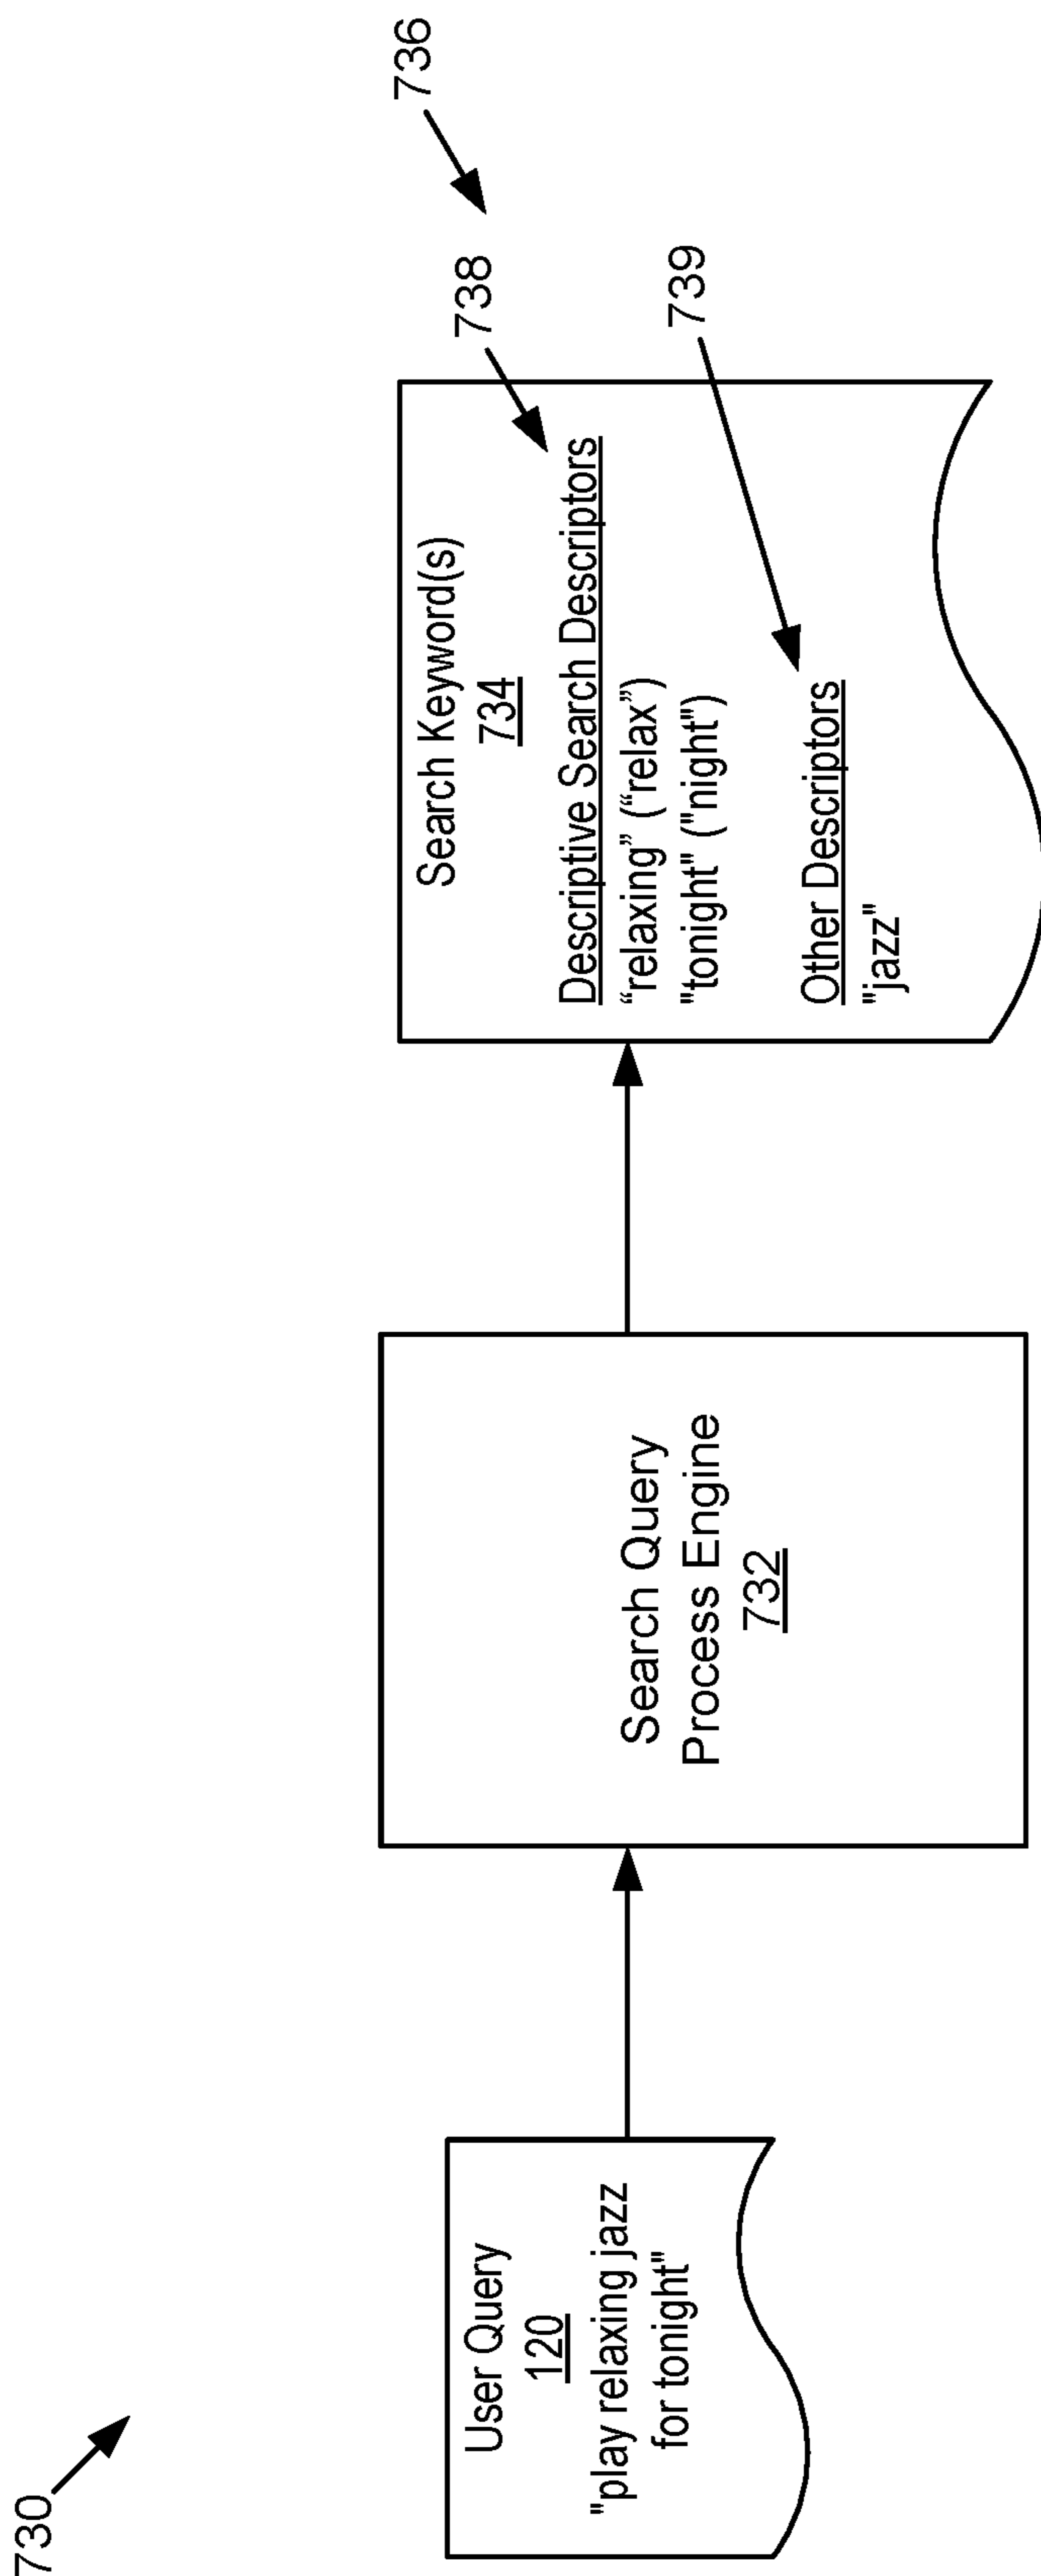 730
User Query
120
"play relaxing jazz
for tonight"
Search Query
Process Engine
732
736
738
739
Search Keyword(s)
734
Descriptive Search Descriptors
“relaxing” (“relax”)
"tonight" ("night")
Other Descriptors
"jazz"